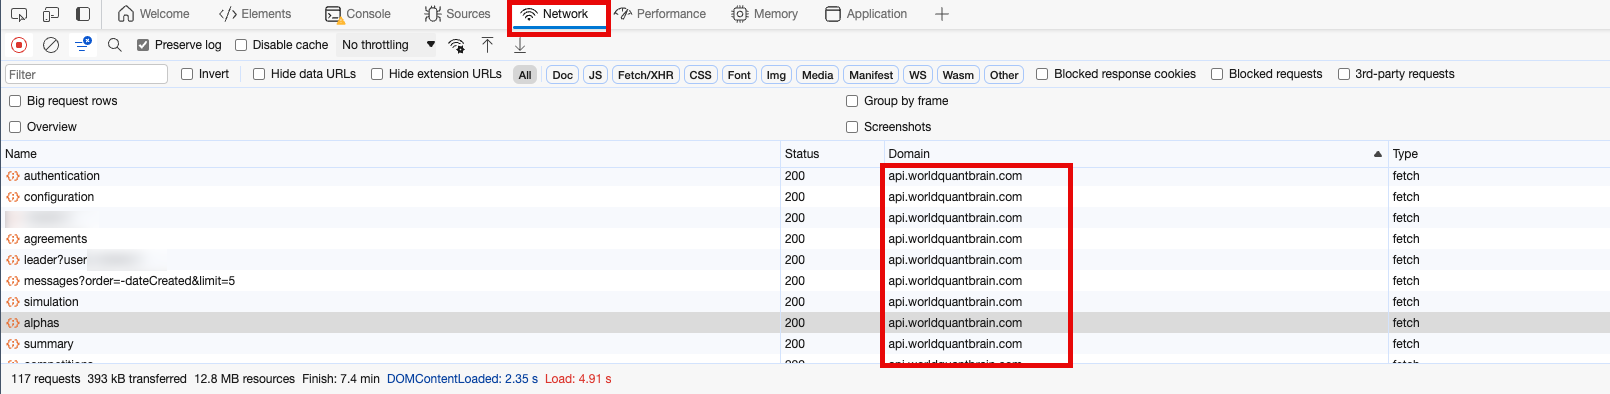 Welcome Elements Console Sources Network Performance Memory Application
Preserve log Disable cache No throttling
Filter Invert Hide data URLs Hide extension URLs All Doc JS Fetch/XHR CSS Font Img Media Manifest WS Wasm Other Blocked response cookies Blocked requests 3rd-party requests
Big request rows Group by frame
Overview Screenshots
Name Status Domain Type
authentication 200 api.worldquantbrain.com fetch
configuration 200 api.worldquantbrain.com fetch
200 api.worldquantbrain.com fetch
agreements 200 api.worldquantbrain.com fetch
leader?user 200 api.worldquantbrain.com fetch
messages?order=-dateCreated&limit=5 200 api.worldquantbrain.com fetch
simulation 200 api.worldquantbrain.com fetch
alphas 200 api.worldquantbrain.com fetch
summary 200 api.worldquantbrain.com fetch
competitions 200 api.worldquantbrain.com fetch
117 requests 393 kB transferred 12.8 MB resources Finish: 7.4 min DOMContentLoaded: 2.35 s Load: 4.91 s